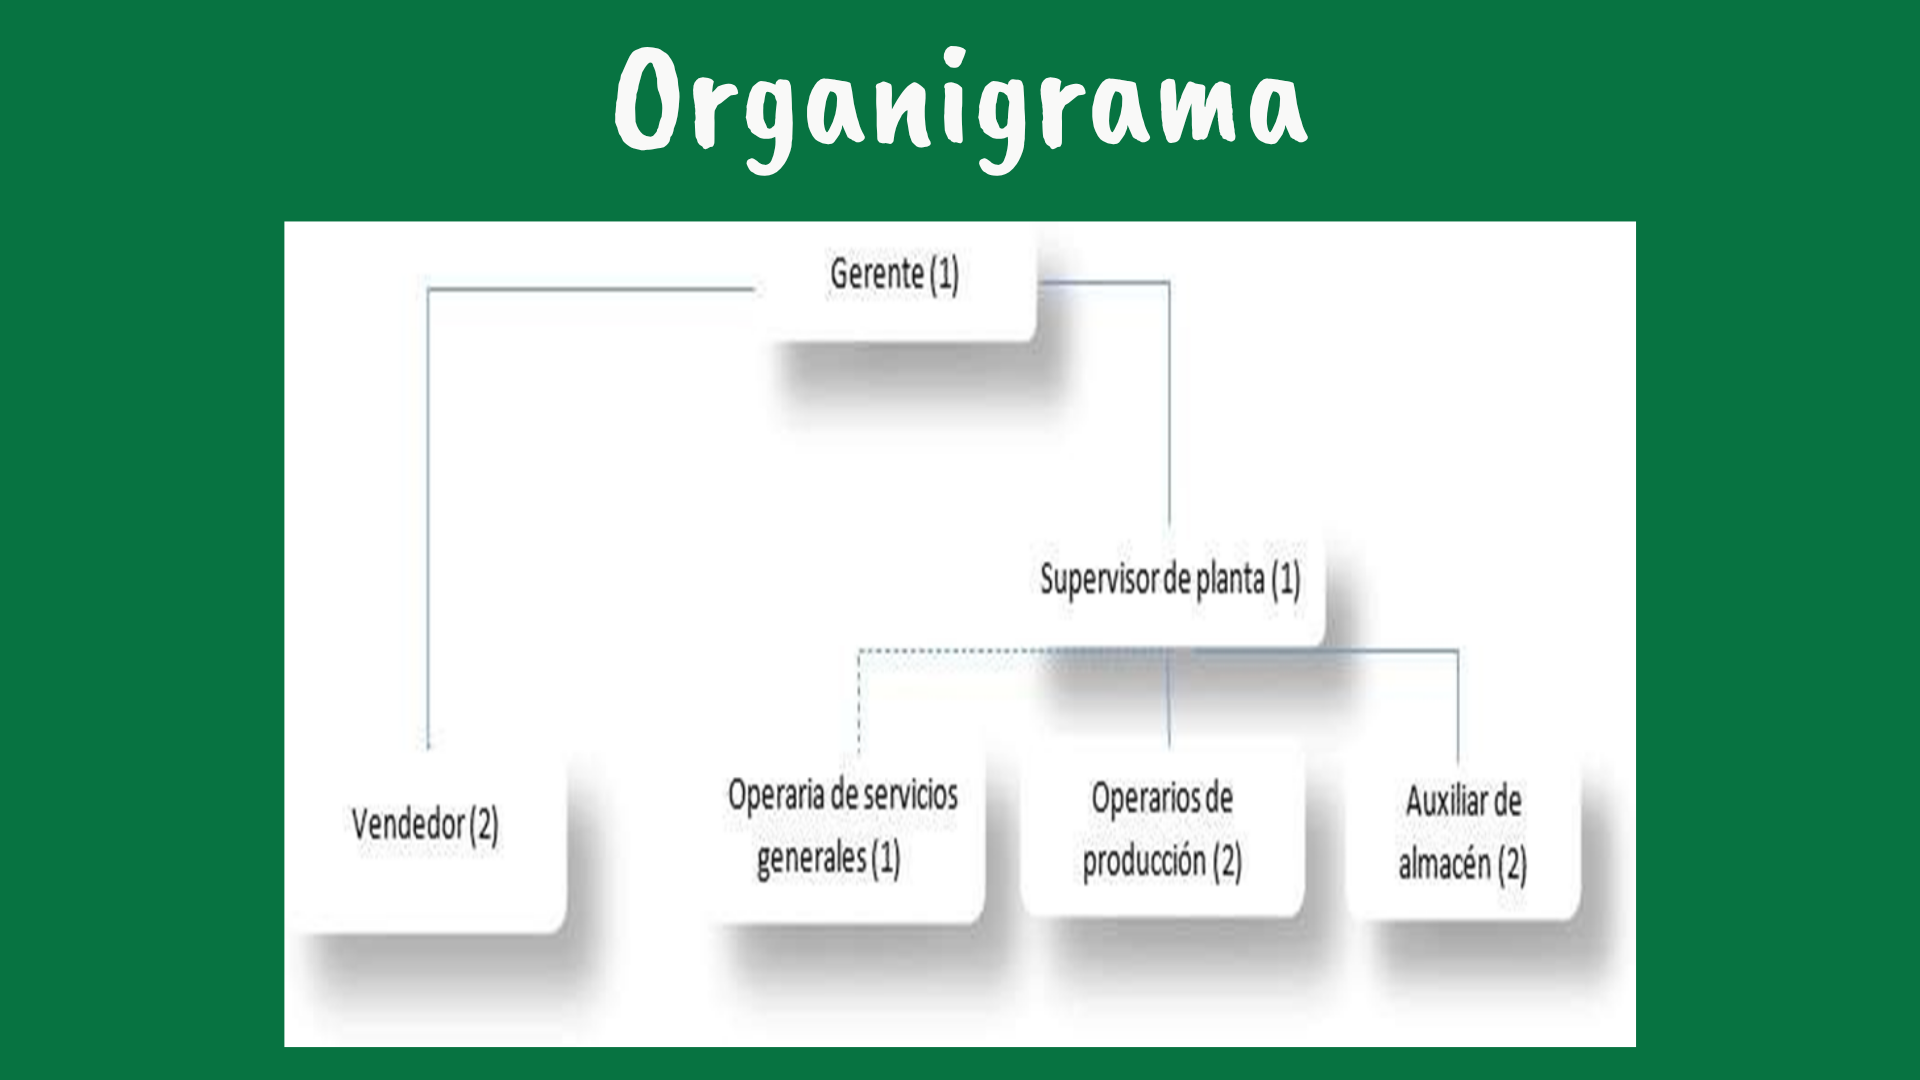 Organigrama
Gerente (1)
Supervisor de planta (1)
Vendedor (2)
Operaria de servicios
generales (1)
Operarios de
producción (2)
Auxiliar de
almacén (2)